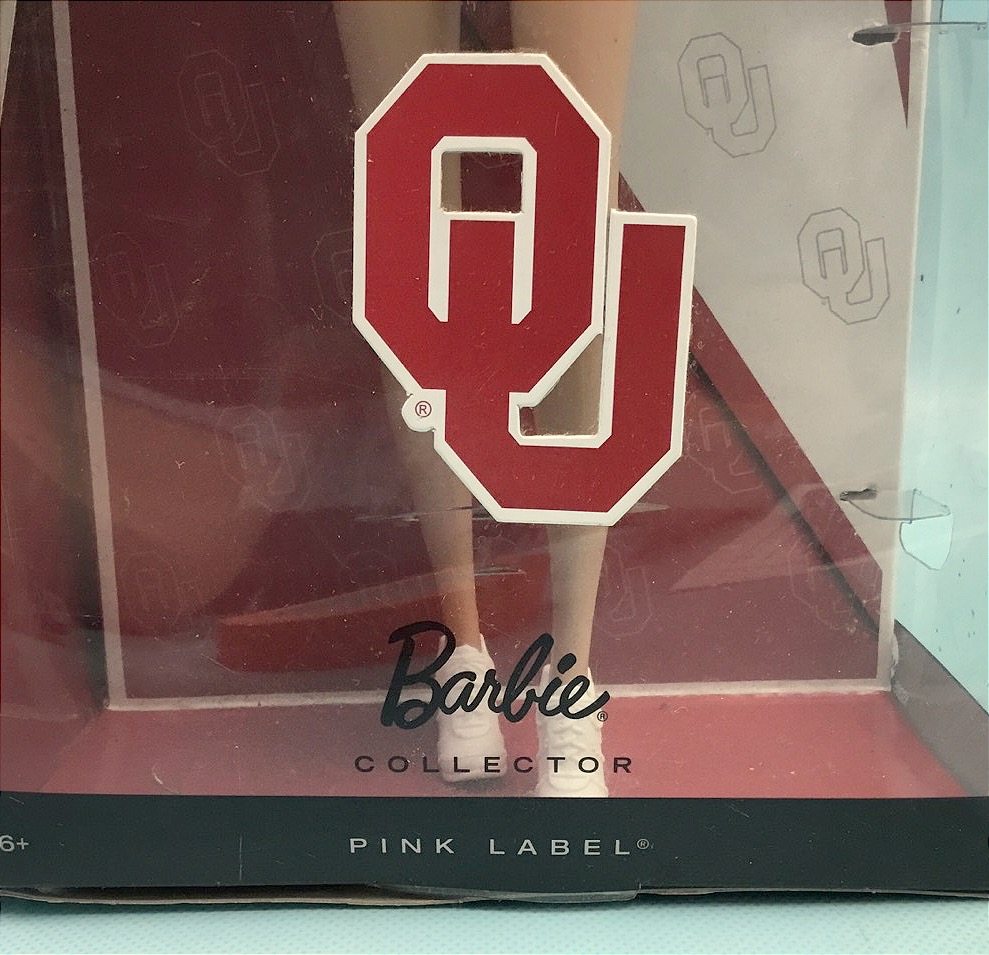 OU
®
Barbie®
COLLECTOR
6+
PINK LABEL®